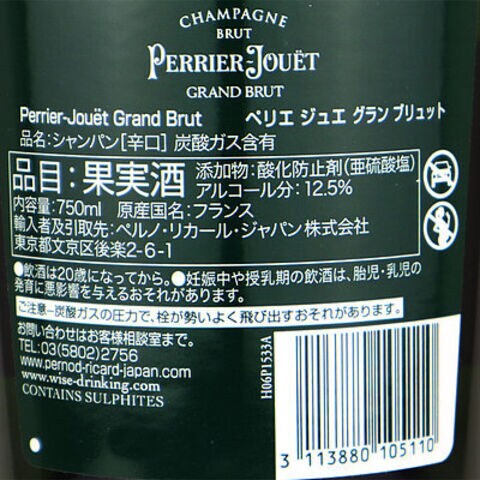 CHAMPAGNE
BRUT
PERRIER-JOUËT
GRAND BRUT
Perrier-Jouët Grand Brut ペリエ ジュエ グラン ブリュット
品名:シャンパン[辛口] 炭酸ガス含有
品目:果実酒 添加物:酸化防止剤(亜硫酸塩)
アルコール分:12.5%
内容量:750ml 原産国名:フランス
輸入者及引取先:ペルノ・リカール・ジャパン株式会社
東京都文京区後楽2-6-1
●飲酒は20歳になってから。●妊娠中や授乳期の飲酒は、胎児・乳児の
発育に悪影響を与えるおそれがあります。
ご注意―炭酸ガスの圧力で、栓が勢いよく飛び出すおそれがあります。
お問い合わせはお客様相談室まで。
TEL:03(5802)2756
www.pernod-ricard-japan.com
www.wise-drinking.com
CONTAINS SULPHITES
H06P1533A
3 113880 105110